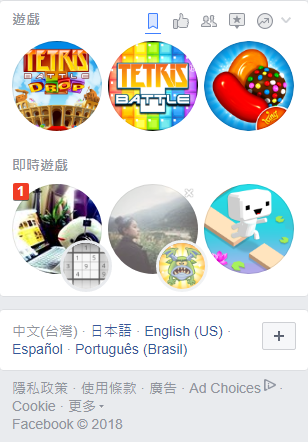 遊戲
TETRIS
BATTLE
DROP
TETRIS
BATTLE
King
即時遊戲
1
中文(台灣) · 日本語 · English (US) ·
Español · Português (Brasil)
隱私政策 · 使用條款 · 廣告 · Ad Choices ·
Cookie · 更多
Facebook © 2018